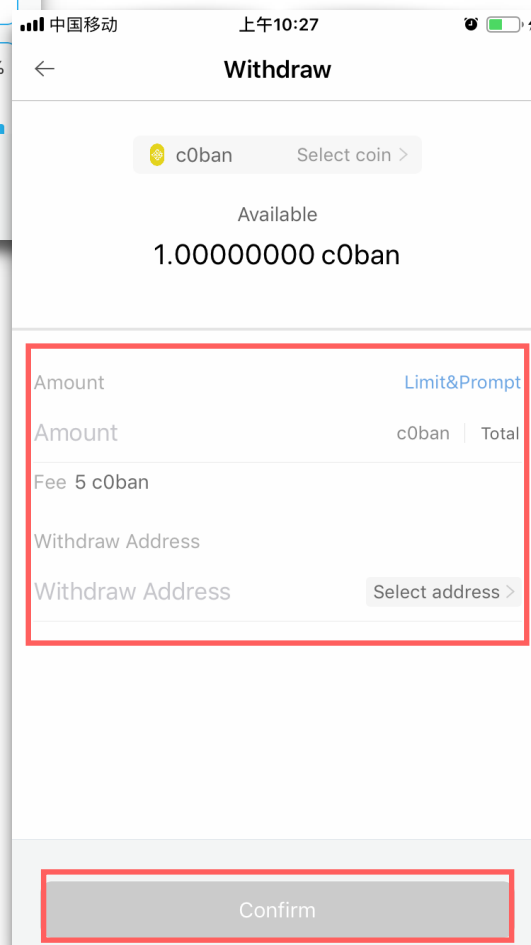 中国移动 上午10:27
Withdraw
c0ban Select coin
Available
1.00000000 c0ban
Amount Limit&Prompt
Amount c0ban Total
Fee 5 c0ban
Withdraw Address
Withdraw Address Select address
Confirm